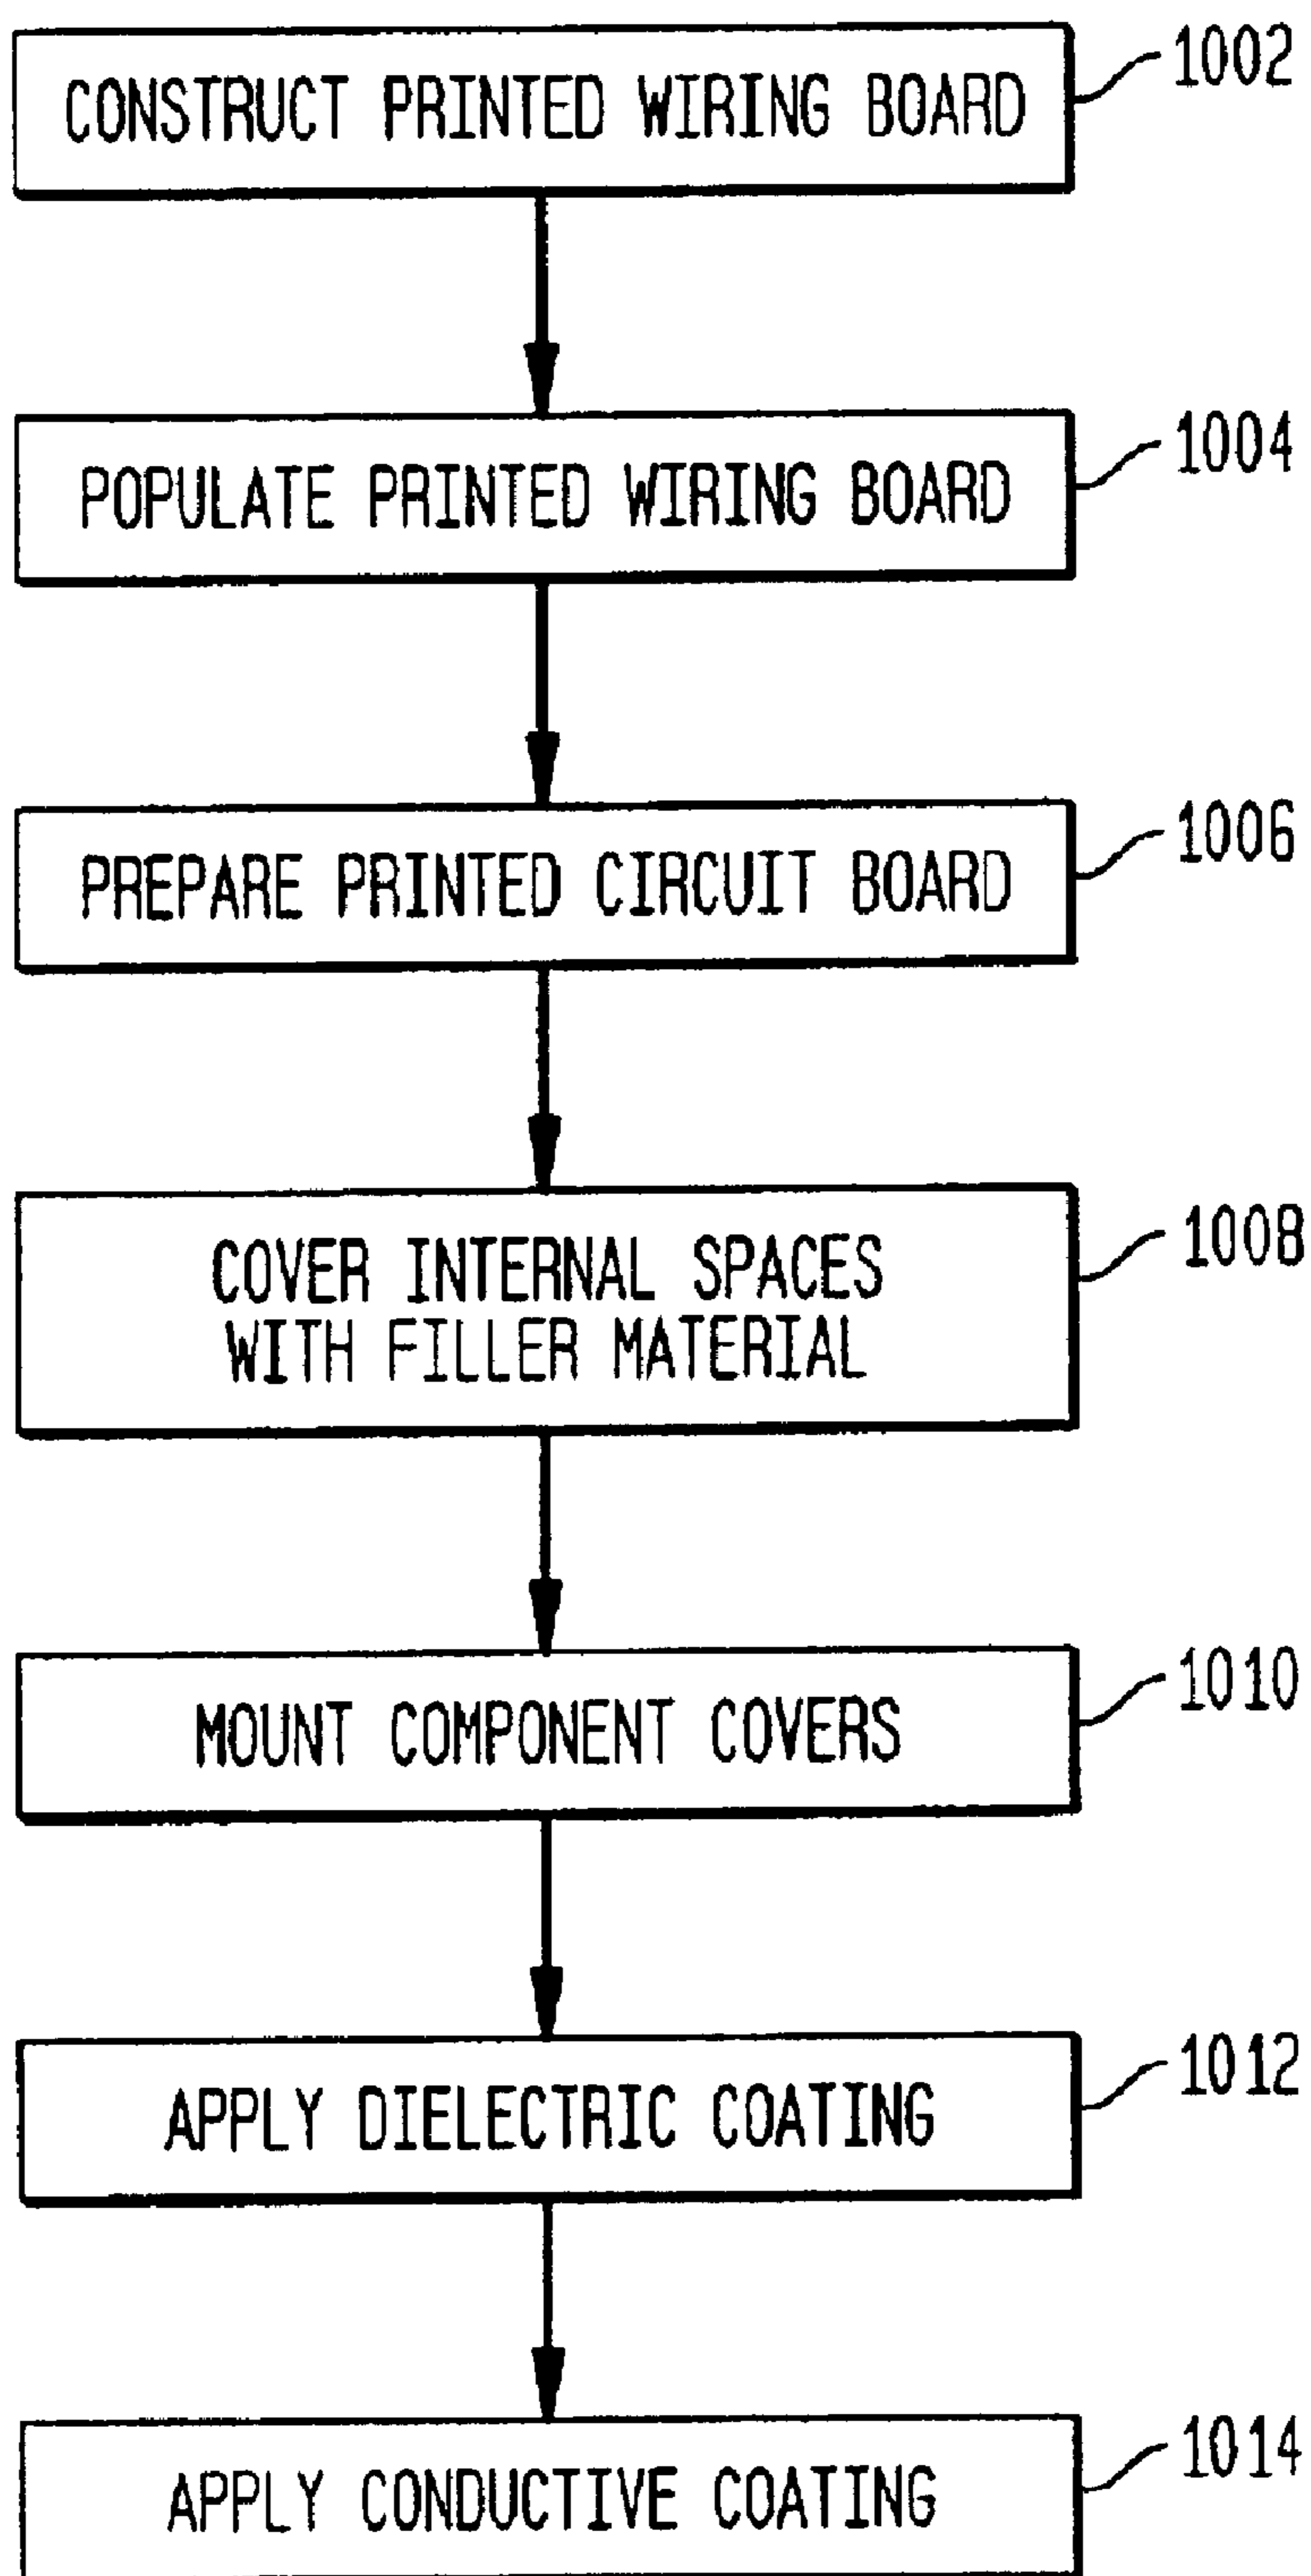 CONSTRUCT PRINTED WIRING BOARD
1002
POPULATE PRINTED WIRING BOARD
1004
PREPARE PRINTED CIRCUIT BOARD
1006
COVER INTERNAL SPACES
WITH FILLER MATERIAL
1008
MOUNT COMPONENT COVERS
1010
APPLY DIELECTRIC COATING
1012
APPLY CONDUCTIVE COATING
1014